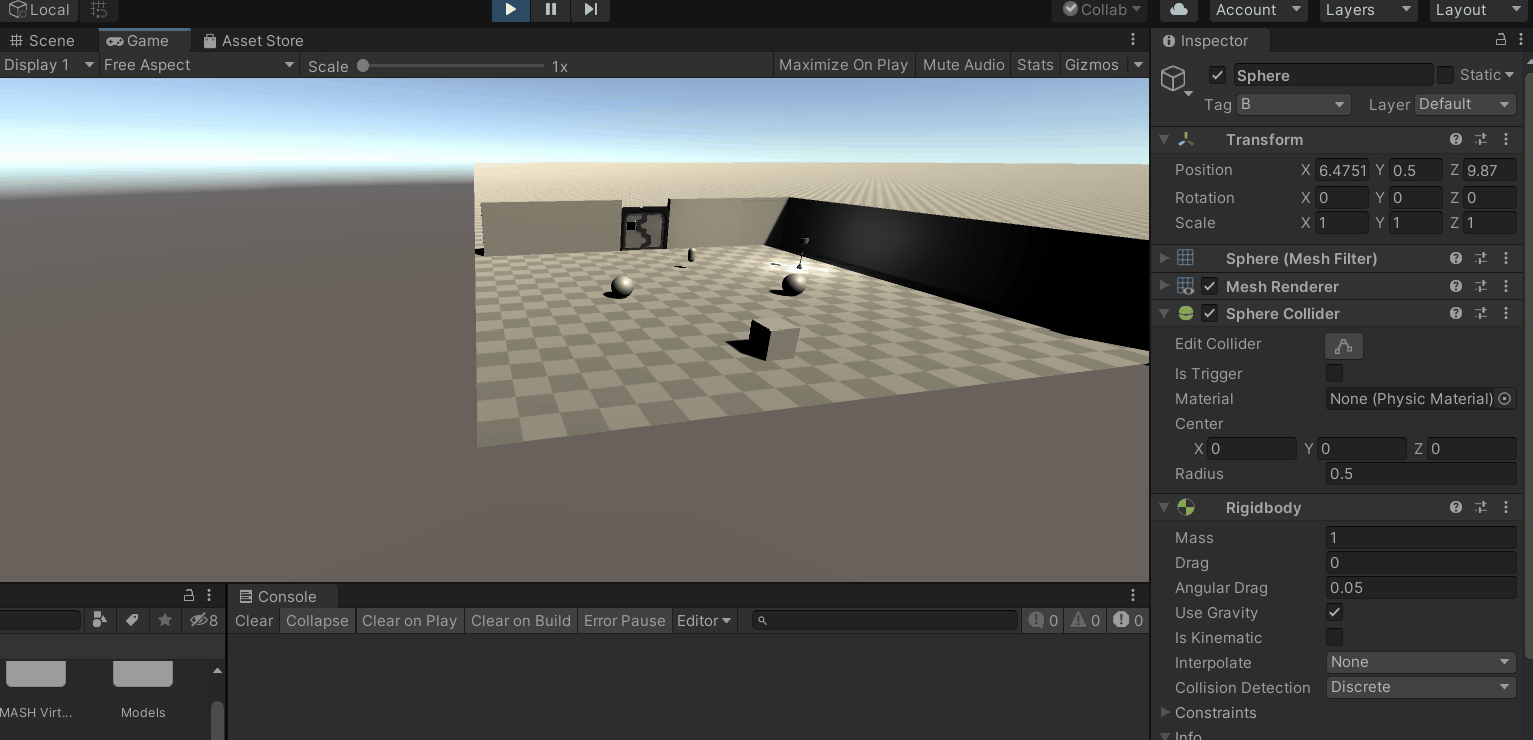 Local
Collab
Account
Layers
Layout
Scene
Game
Asset Store
Display 1
Free Aspect
Scale
1x
Maximize On Play
Mute Audio
Stats
Gizmos
Inspector
Sphere
Static
Tag B
Layer Default
Transform
Position X 6.4751 Y 0.5 Z 9.87
Rotation X 0 Y 0 Z 0
Scale X 1 Y 1 Z 1
Sphere (Mesh Filter)
Mesh Renderer
Sphere Collider
Edit Collider
Is Trigger
Material None (Physic Material)
Center
X 0 Y 0 Z 0
Radius 0.5
Rigidbody
Mass 1
Drag 0
Angular Drag 0.05
Use Gravity
Is Kinematic
Interpolate None
Collision Detection Discrete
Constraints
Info
8
MASH Virt...
Models
Console
Clear
Collapse
Clear on Play
Clear on Build
Error Pause
Editor
0
0
0